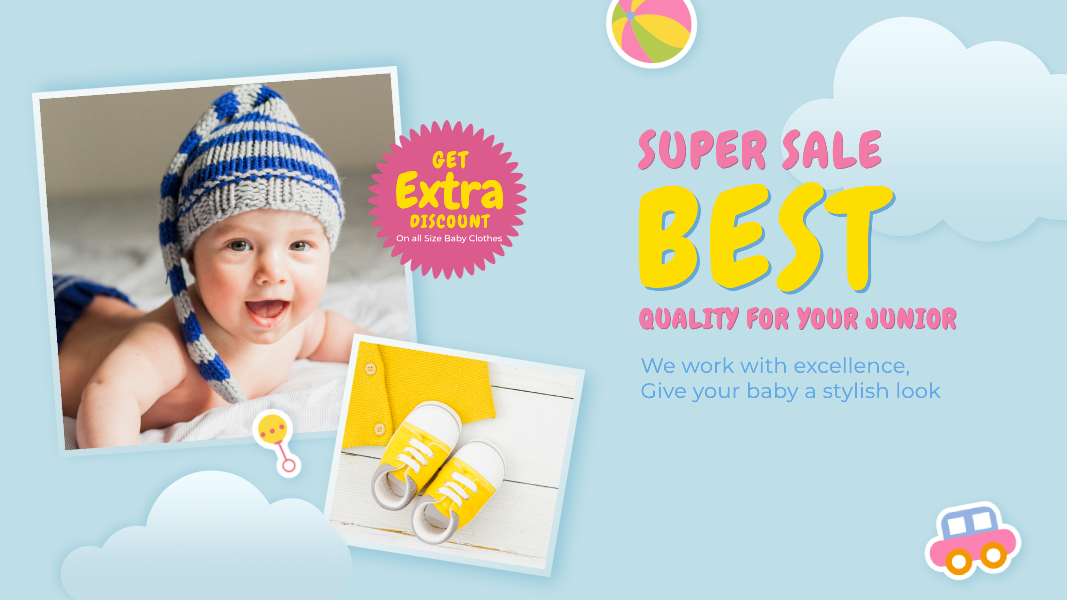 GET
Extra
DISCOUNT
On all Size Baby Clothes
SUPER SALE
BEST
QUALITY FOR YOUR JUNIOR
We work with excellence,
Give your baby a stylish look